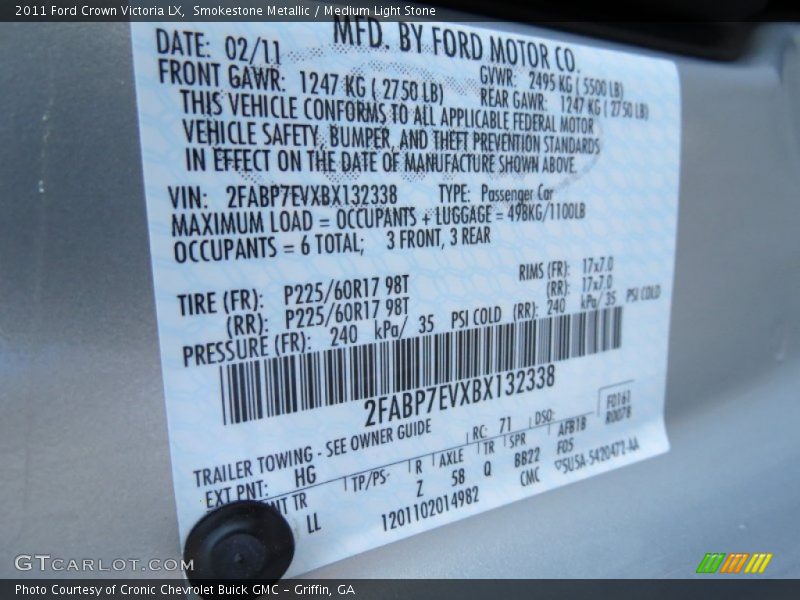 2011 Ford Crown Victoria LX, Smokestone Metallic / Medium Light Stone
MFD. BY FORD MOTOR CO.
DATE: 02/11 GVWR: 2495 KG ( 5500 LB)
FRONT GAWR: 1247 KG ( 2750 LB) REAR GAWR: 1247 KG ( 2750 LB)
THIS VEHICLE CONFORMS TO ALL APPLICABLE FEDERAL MOTOR
VEHICLE SAFETY, BUMPER, AND THEFT PREVENTION STANDARDS
IN EFFECT ON THE DATE OF MANUFACTURE SHOWN ABOVE.
VIN: 2FABP7EVXBX132338 TYPE: Passenger Car
MAXIMUM LOAD = OCCUPANTS + LUGGAGE = 498KG/1100LB
OCCUPANTS = 6 TOTAL; 3 FRONT, 3 REAR
TIRE (FR): P225/60R17 98T RIMS (FR): 17x7.0
(RR): P225/60R17 98T (RR): 17x7.0
PRESSURE (FR): 240 kPa/ 35 PSI COLD (RR): 240 kPa/ 35 PSI COLD
2FABP7EVXBX132338
TRAILER TOWING - SEE OWNER GUIDE RC: 71 DSO: F0161
EXT PNT: HG TP/PS R AXLE TR SPR AFB1B R0078
INT TR Z 58 Q BB22 F05
LL 1201102014982 CMC 5USA-5420472-AA
GTCARLOT.COM
Photo Courtesy of Cronic Chevrolet Buick GMC – Griffin, GA